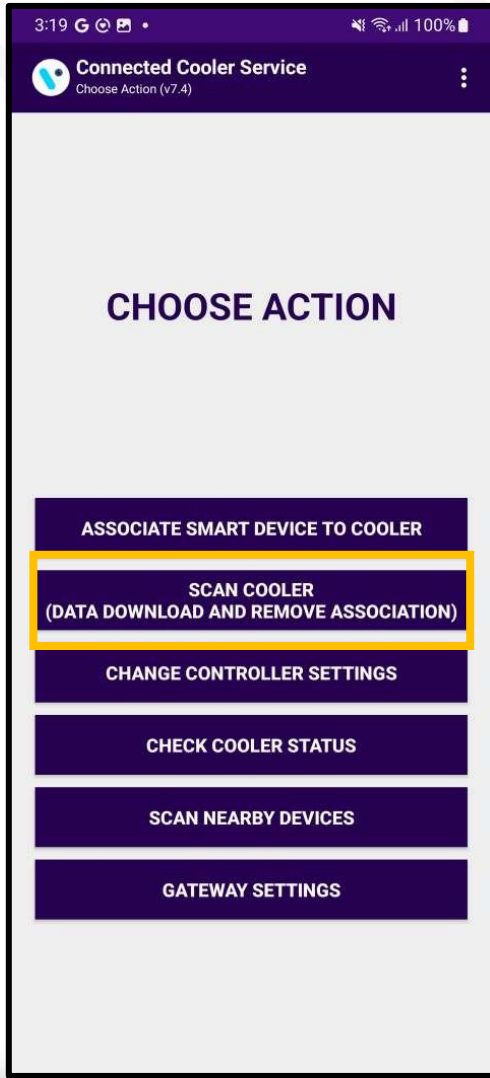 3:19 G
100%
Connected Cooler Service
Choose Action (v7.4)
CHOOSE ACTION
ASSOCIATE SMART DEVICE TO COOLER
SCAN COOLER
(DATA DOWNLOAD AND REMOVE ASSOCIATION)
CHANGE CONTROLLER SETTINGS
CHECK COOLER STATUS
SCAN NEARBY DEVICES
GATEWAY SETTINGS